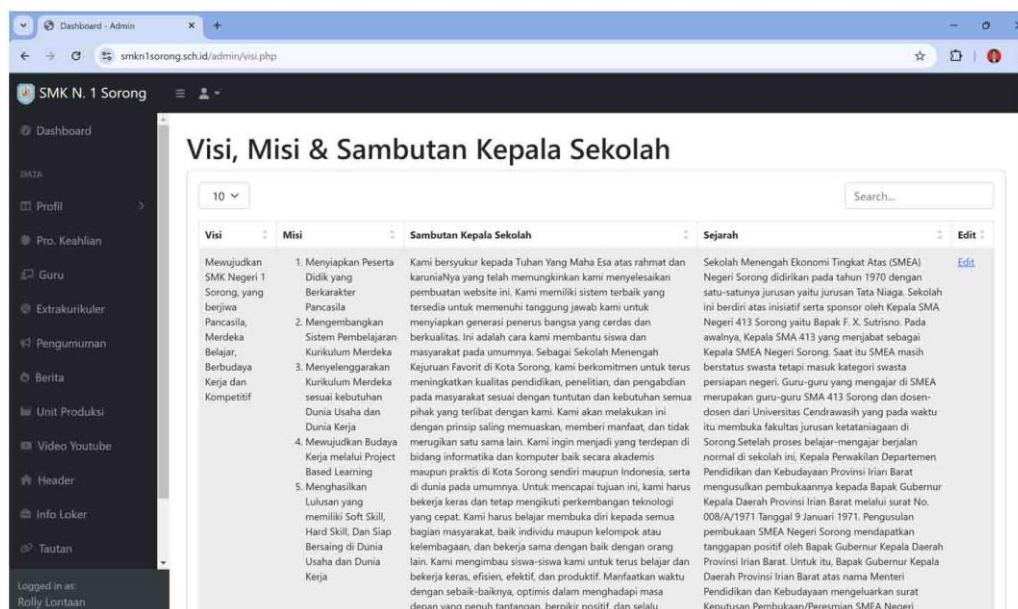 Dashboard - Admin
smkn1sorong.sch.id/admin/visi.php
SMK N. 1 Sorong
Dashboard
DATA
Profil
Pro. Keahlian
Guru
Extrakurikuler
Pengumuman
Berita
Unit Produksi
Video Youtube
Header
Info Loker
Tautan
Logged in as:
Rolly Lontaan
Visi, Misi & Sambutan Kepala Sekolah
10
Search...
Visi
Mewujudkan
SMK Negeri 1
Sorong, yang
berjiwa
Pancasila,
Merdeka
Belajar,
Berbudaya
Kerja dan
Kompetitif
Misi
1. Menyiapkan Peserta
Didik yang
Berkarakter
Pancasila
2. Mengembangkan
Sistem Pembelajaran
Kurikulum Merdeka
3. Menyelenggarakan
Kurikulum Merdeka
sesuai kebutuhan
Dunia Usaha dan
Dunia Kerja
4. Mewujudkan Budaya
Kerja melalui Project
Based Learning
5. Menghasilkan
Lulusan yang
memiliki Soft Skill,
Hard Skill, Dan Siap
Bersaing di Dunia
Usaha dan Dunia
Kerja
Sambutan Kepala Sekolah
Kami bersyukur kepada Tuhan Yang Maha Esa atas rahmat dan
karuniaNya yang telah memungkinkan kami menyelesaikan
pembuatan website ini. Kami memiliki sistem terbaik yang
tersedia untuk memenuhi tanggung jawab kami untuk
menyiapkan generasi penerus bangsa yang cerdas dan
berkualitas. Ini adalah cara kami membantu siswa dan
masyarakat pada umumnya. Sebagai Sekolah Menengah
Kejuruan Favorit di Kota Sorong, kami berkomitmen untuk terus
meningkatkan kualitas pendidikan, penelitian, dan pengabdian
pada masyarakat sesuai dengan tuntutan dan kebutuhan semua
pihak yang terlibat dengan kami. Kami akan melakukan ini
dengan prinsip saling memuaskan, memberi manfaat, dan tidak
merugikan satu sama lain. Kami ingin menjadi yang terdepan di
bidang informatika dan komputer baik secara akademis
maupun praktis di Kota Sorong sendiri maupun Indonesia, serta
di dunia pada umumnya. Untuk mencapai tujuan ini, kami harus
bekerja keras dan tetap mengikuti perkembangan teknologi
yang cepat. Kami harus belajar membuka diri kepada semua
bagian masyarakat, baik individu maupun kelompok atau
kelembagaan, dan bekerja sama dengan baik dengan orang
lain. Kami mengimbau siswa-siswa kami untuk terus belajar dan
bekerja keras, efisien, efektif, dan produktif. Manfaatkan waktu
dengan sebaik-baiknya, optimis dalam menghadapi masa
depan yang penuh tantangan, berpikir positif, dan selalu
Sejarah
Sekolah Menengah Ekonomi Tingkat Atas (SMEA)
Negeri Sorong didirikan pada tahun 1970 dengan
satu-satunya jurusan yaitu jurusan Tata Niaga. Sekolah
ini berdiri atas inisiatif serta sponsor oleh Kepala SMA
Negeri 413 Sorong yaitu Bapak F. X. Sutrisno. Pada
awalnya, Kepala SMA 413 yang menjabat sebagai
Kepala SMEA Negeri Sorong. Saat itu SMEA masih
berstatus swasta tetapi masuk kategori swasta
persiapan negeri. Guru-guru yang mengajar di SMEA
merupakan guru-guru SMA 413 Sorong dan dosen-
dosen dari Universitas Cendrawasih yang pada waktu
itu membuka fakultas jurusan ketataniagaan di
Sorong.Setelah proses belajar-mengajar berjalan
normal di sekolah ini, Kepala Perwakilan Departemen
Pendidikan dan Kebudayaan Provinsi Irian Barat
mengusulkan pembukaannya kepada Bapak Gubernur
Kepala Daerah Provinsi Irian Barat melalui surat No.
008/A/1971 Tanggal 9 Januari 1971. Pengusulan
pembukaan SMEA Negeri Sorong mendapatkan
tanggapan positif oleh Bapak Gubernur Kepala Daerah
Provinsi Irian Barat. Untuk itu, Bapak Gubernur Kepala
Daerah Provinsi Irian Barat atas nama Menteri
Pendidikan dan Kebudayaan mengeluarkan surat
Keputusan Pembukaan/Peresmian SMEA Negeri
Edit
Edit